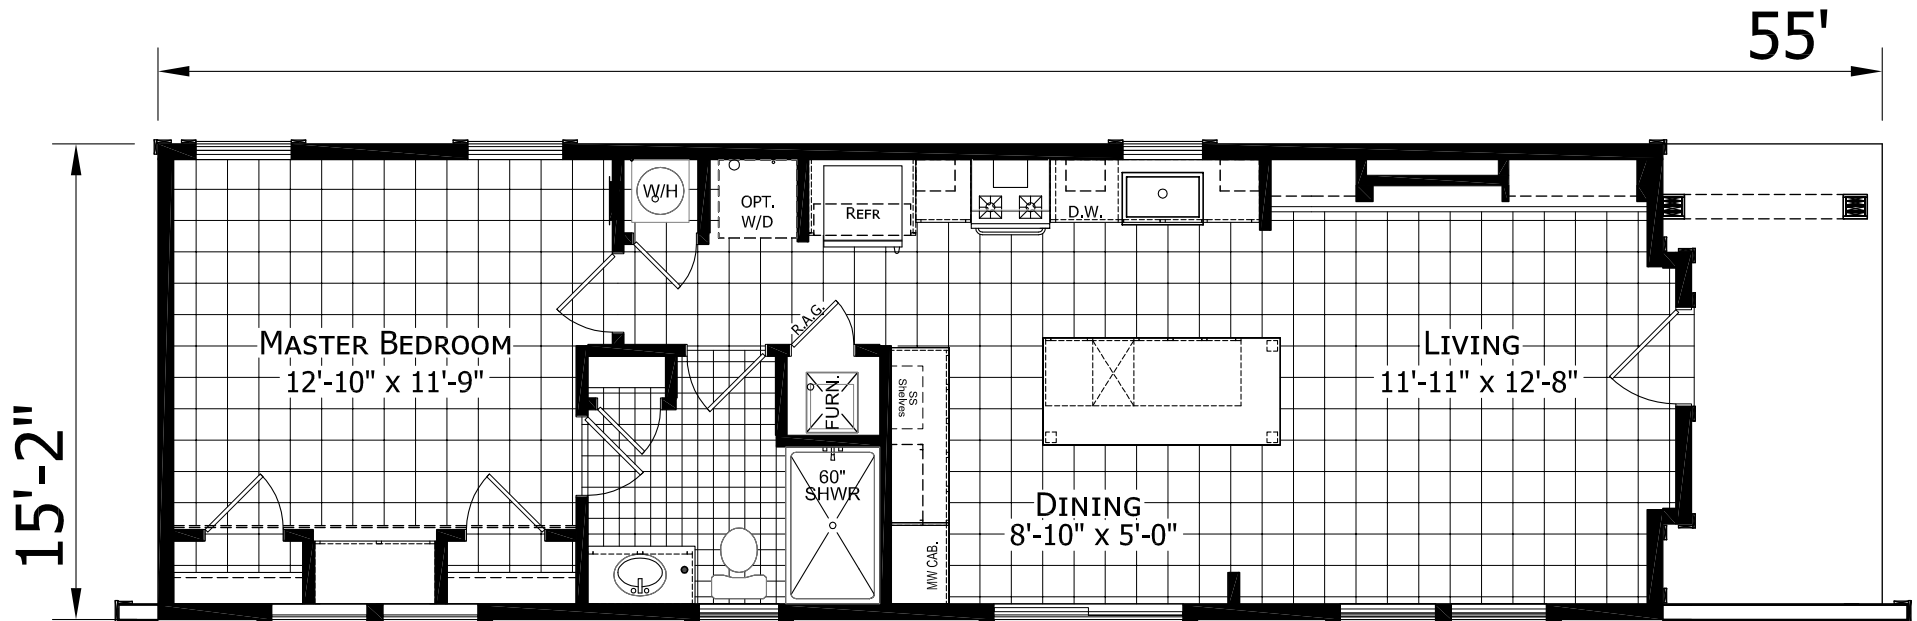 55'
15'-2"
W/H
OPT.
W/D
REFR
D.W.
R.A.G.
MASTER BEDROOM
12'-10" x 11'-9"
LIVING
11'-11" x 12'-8"
FURN.
SS
Shelves
60"
SHWR
DINING
8'-10" x 5'-0"
MW CAB.